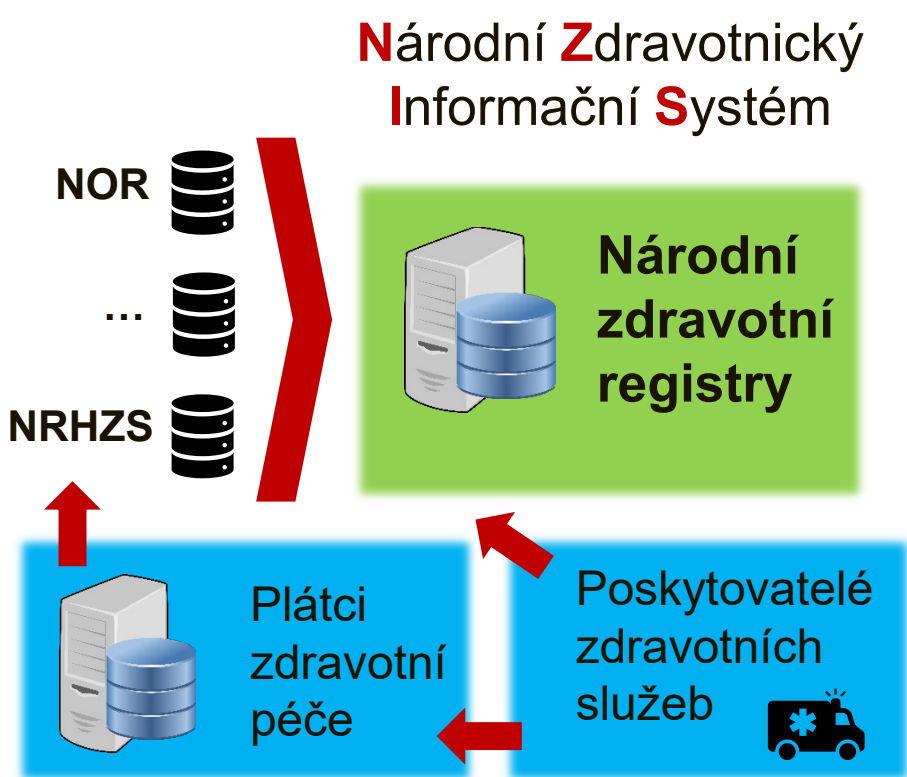 Národní Zdravotnický
Informační Systém
NOR
...
NRHZS
Národní
zdravotní
registry
Plátci
zdravotní
péče
Poskytovatelé
zdravotních
služeb